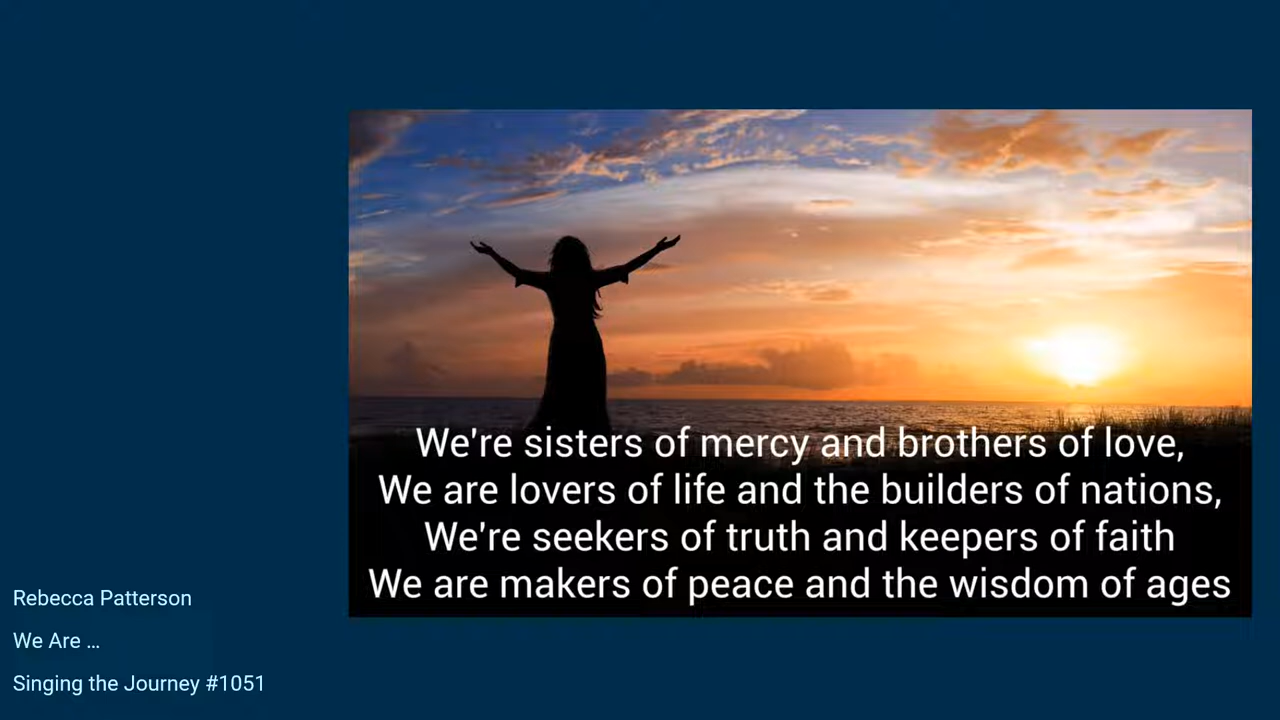 We're sisters of mercy and brothers of love,
We are lovers of life and the builders of nations,
We're seekers of truth and keepers of faith
We are makers of peace and the wisdom of ages
Rebecca Patterson
We Are ...
Singing the Journey #1051